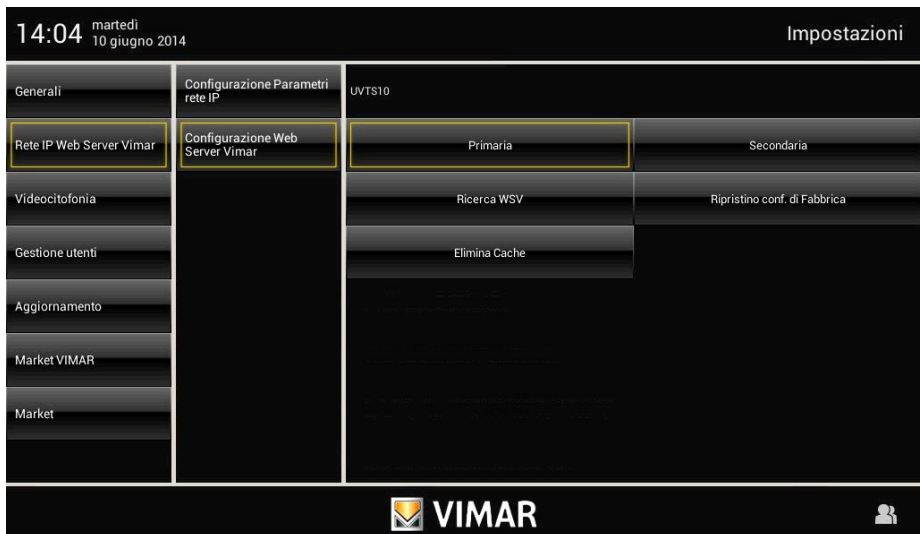 14:04
martedì
10 giugno 2014
Impostazioni
Generali
Rete IP Web Server Vimar
Videocitofonia
Gestione utenti
Aggiornamento
Market VIMAR
Market
Configurazione Parametri
rete IP
Configurazione Web
Server Vimar
UVTS10
Primaria
Secondaria
Ricerca WSV
Ripristino conf. di Fabbrica
Elimina Cache
VIMAR